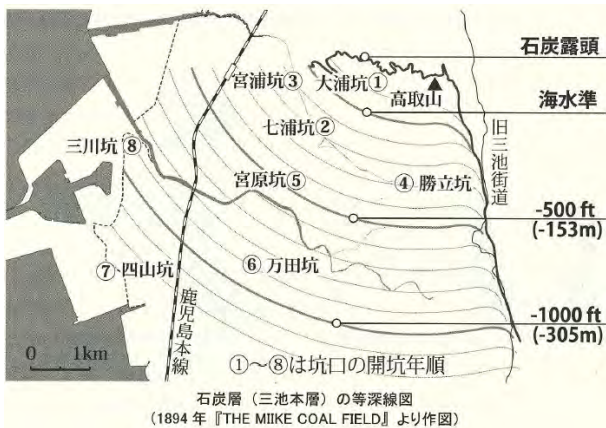 石炭露頭
宮浦坑③
大浦坑①
高取山
海水準
七浦坑②
旧三池街道
三川坑⑧
宮原坑⑤
④勝立坑
-500 ft
(-153m)
⑥万田坑
⑦四山坑
鹿児島本線
-1000 ft
(-305m)
0 1km
①～⑧は坑口の開坑年順
石炭層（三池本層）の等深線図
(1894 年『THE MIIKE COAL FIELD』より作図)